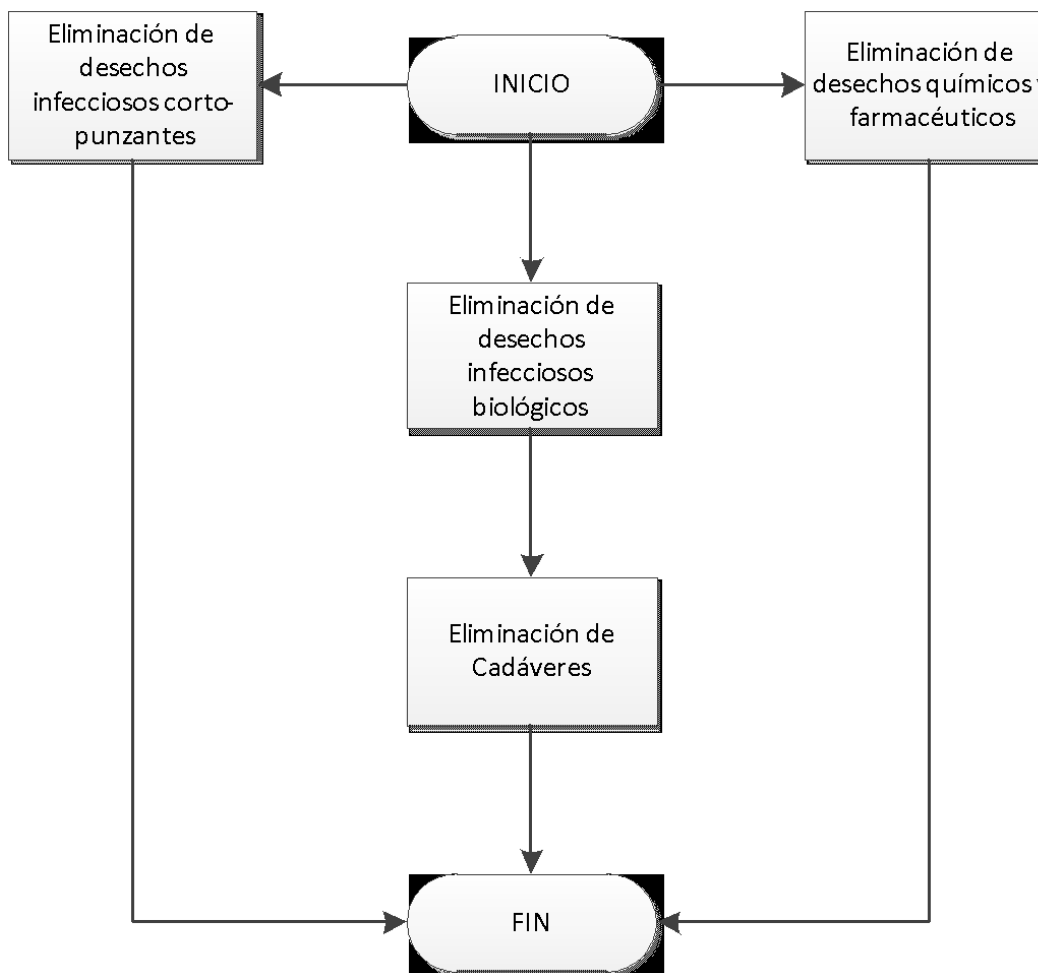 Eliminación de
desechos
infecciosos corto-
punzantes
INICIO
Eliminación de
desechos químicos y
farmacéuticos
Eliminación de
desechos
infecciosos
biológicos
Eliminación de
Cadáveres
FIN